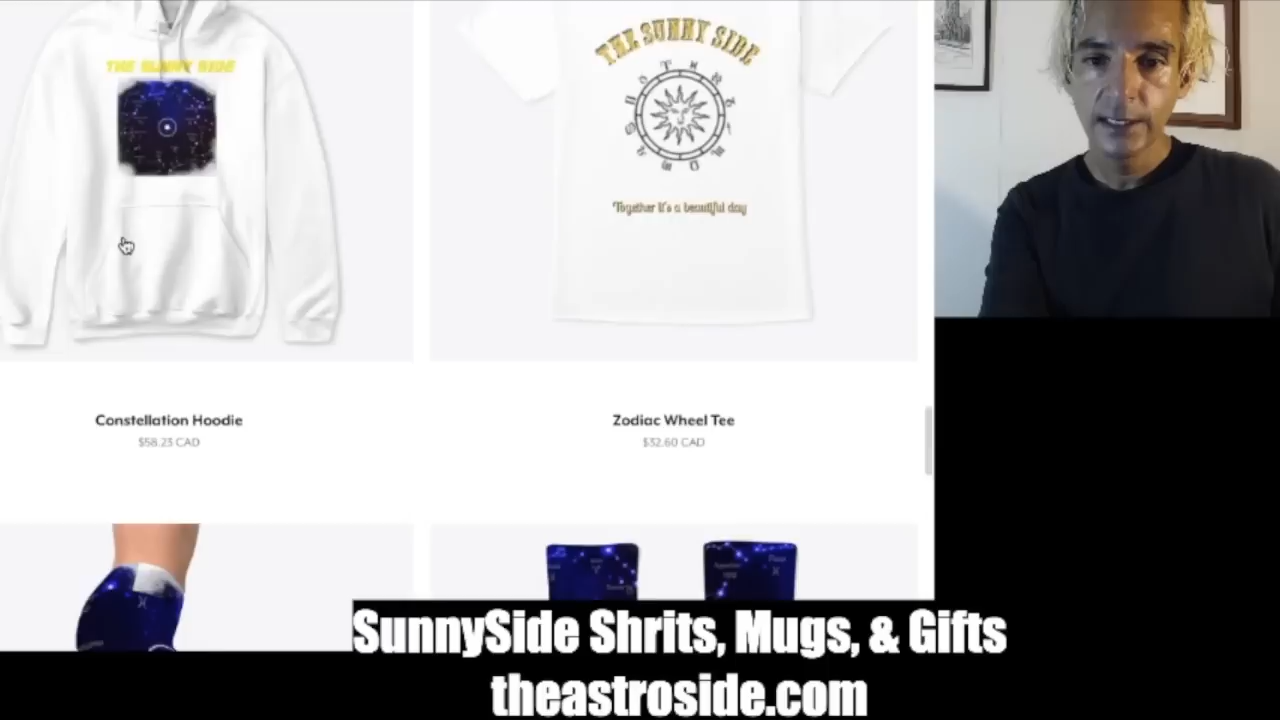 THE SUNNY SIDE
THE SUNNY SIDE
Together it's a beautiful day
Constellation Hoodie
$58.23 CAD
Zodiac Wheel Tee
$32.60 CAD
SunnySide Shrits, Mugs, & Gifts
theastroside.com